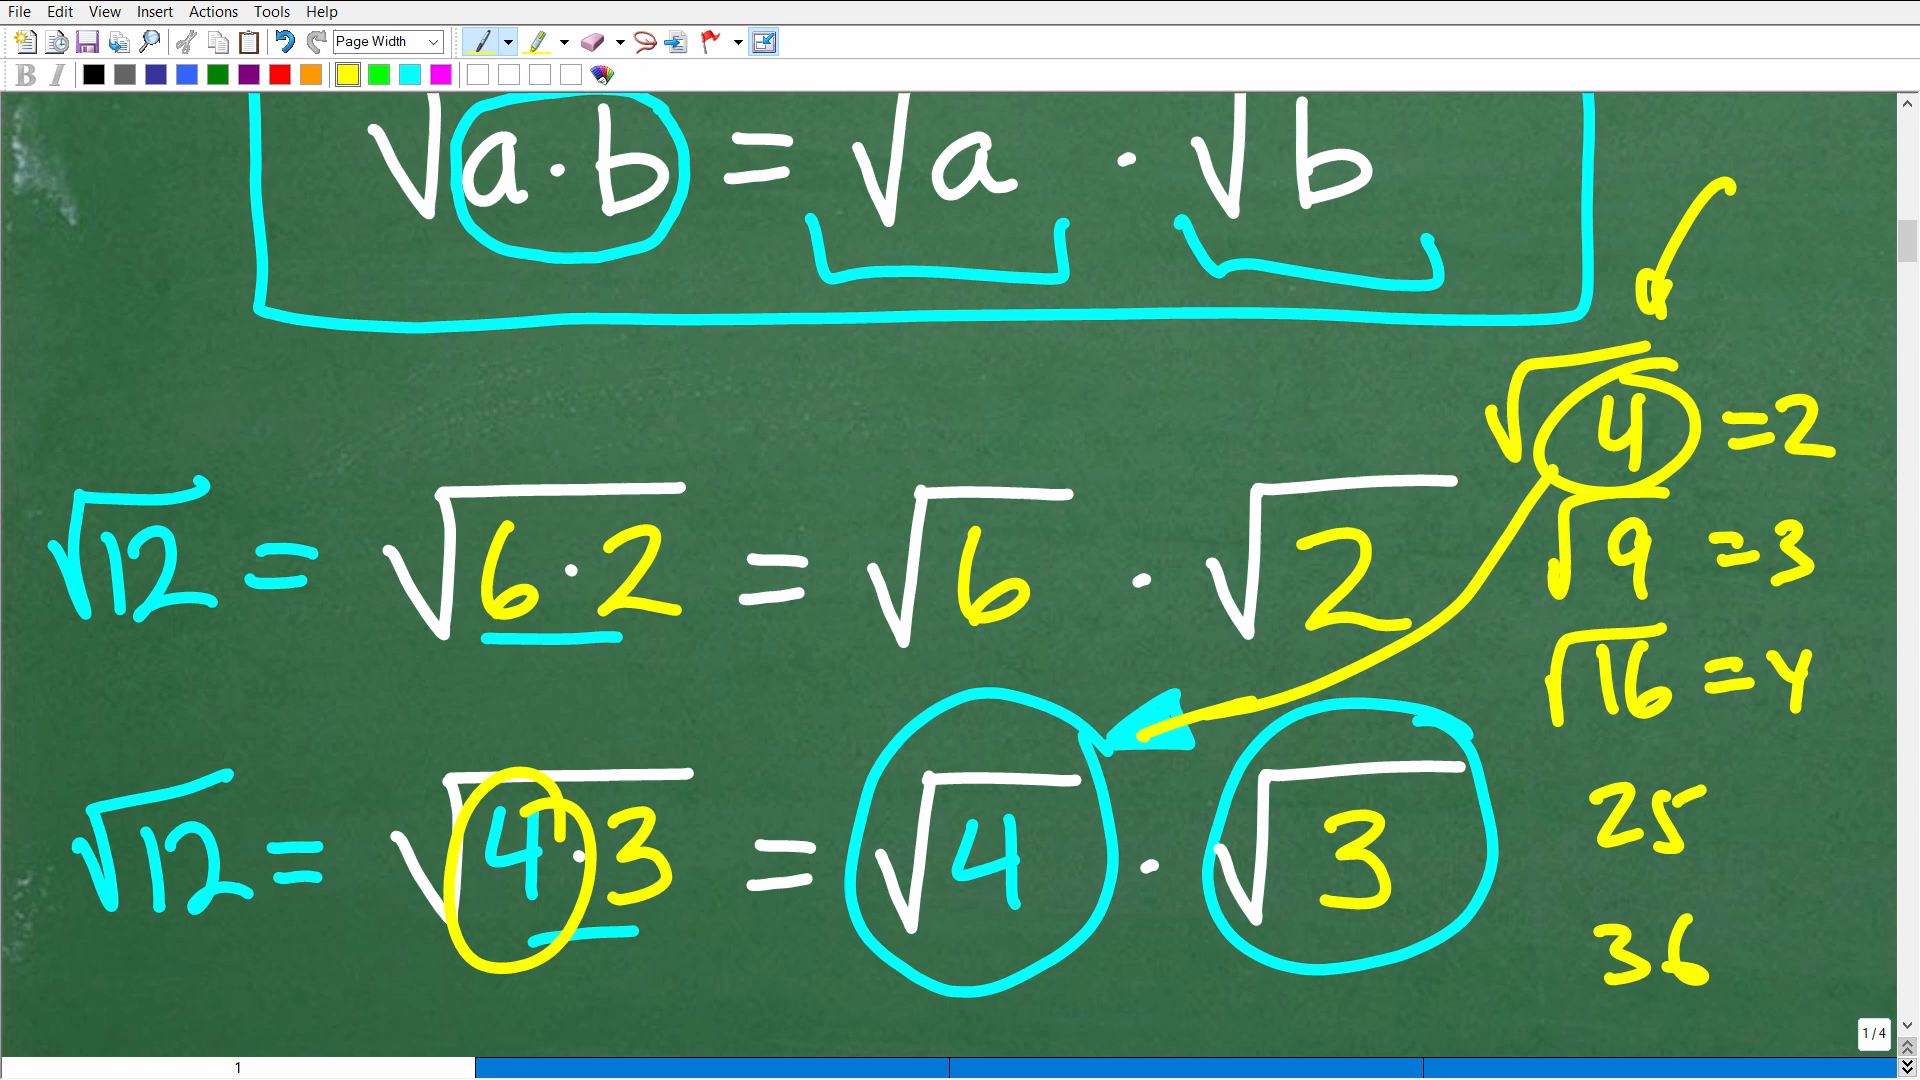 File Edit View Insert Actions Tools Help
Page Width
B I
√a·b = √a · √b
√4 = 2
√12 = √6·2 = √6 · √2
√9 = 3
√16 = 4
√12 = √4·3 = √4 · √3
25
36
1 / 4
1